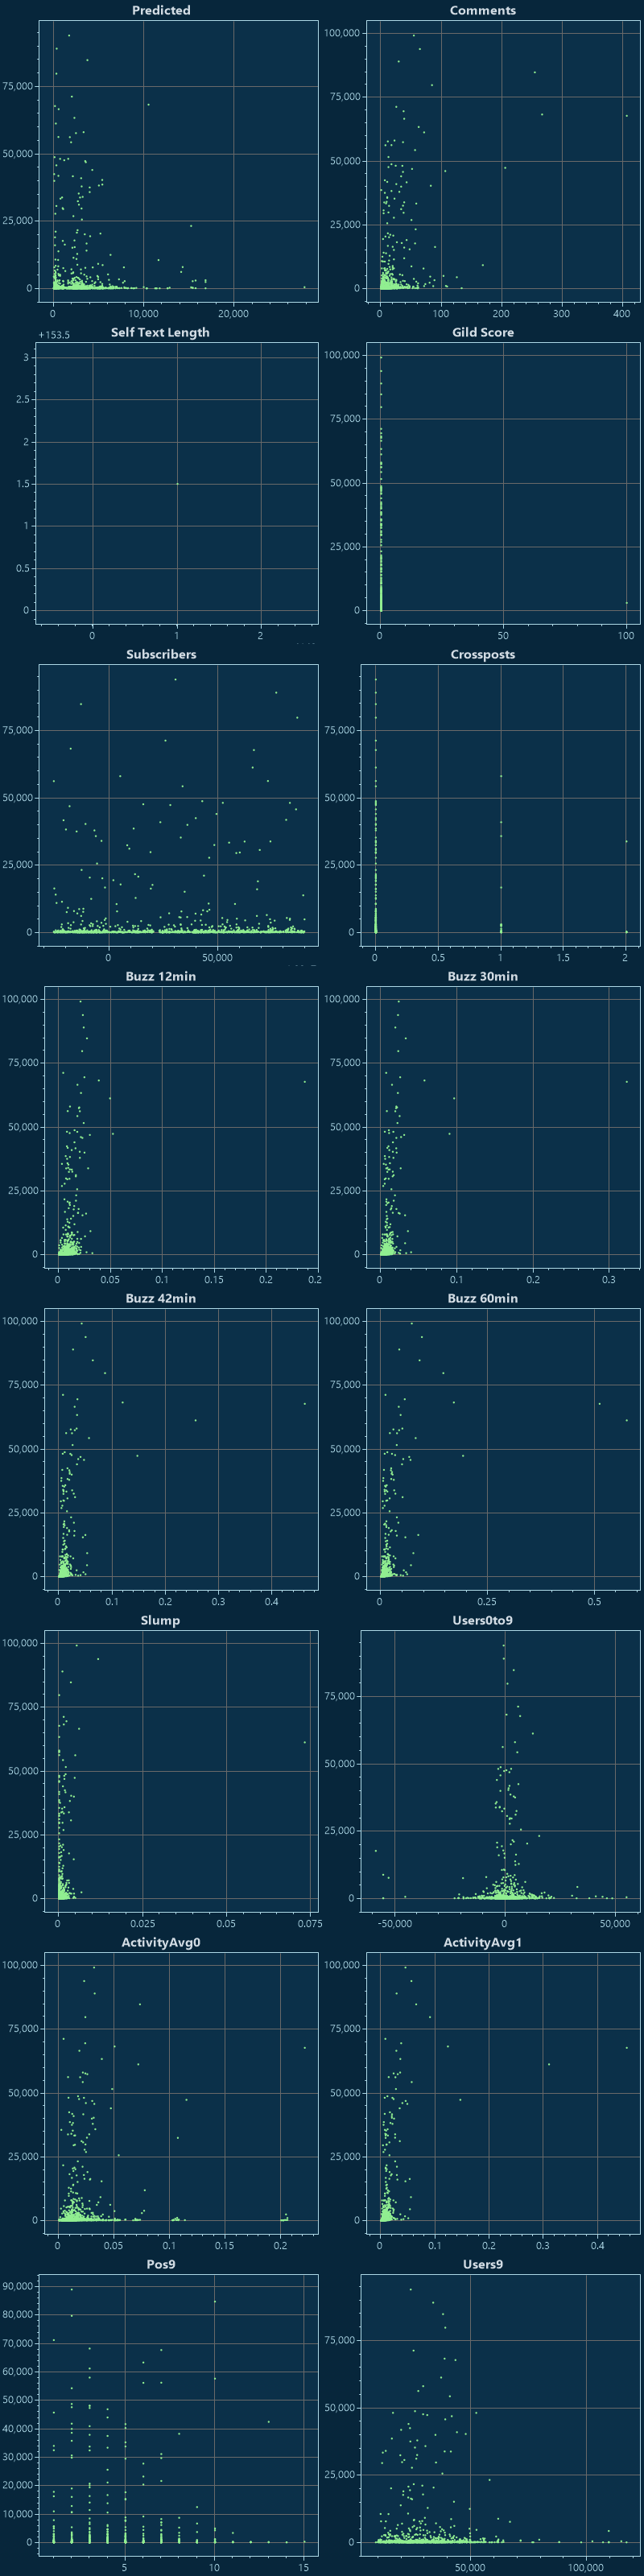 Predicted
75,000
50,000
25,000
0
0 10,000 20,000
Comments
100,000
75,000
50,000
25,000
0
0 100 200 300 400
Self Text Length
+153.5
3
2.5
2
1.5
1
0.5
0
0 1 2
Gild Score
100,000
75,000
50,000
25,000
0
0 50 100
Subscribers
75,000
50,000
25,000
0
0 50,000
Crossposts
75,000
50,000
25,000
0
0 0.5 1 1.5 2
Buzz 12min
100,000
75,000
50,000
25,000
0
0 0.05 0.1 0.15 0.2 0.2
Buzz 30min
100,000
75,000
50,000
25,000
0
0 0.1 0.2 0.3
Buzz 42min
100,000
75,000
50,000
25,000
0
0 0.1 0.2 0.3 0.4
Buzz 60min
100,000
75,000
50,000
25,000
0
0 0.25 0.5
Slump
100,000
75,000
50,000
25,000
0
0 0.025 0.05 0.075
Users0to9
75,000
50,000
25,000
0
-50,000 0 50,000
ActivityAvg0
100,000
75,000
50,000
25,000
0
0 0.05 0.1 0.15 0.2
ActivityAvg1
100,000
75,000
50,000
25,000
0
0 0.1 0.2 0.3 0.4
Pos9
90,000
80,000
70,000
60,000
50,000
40,000
30,000
20,000
10,000
0
5 10 15
Users9
75,000
50,000
25,000
0
50,000 100,000